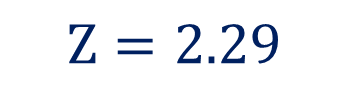 Z = 2.29